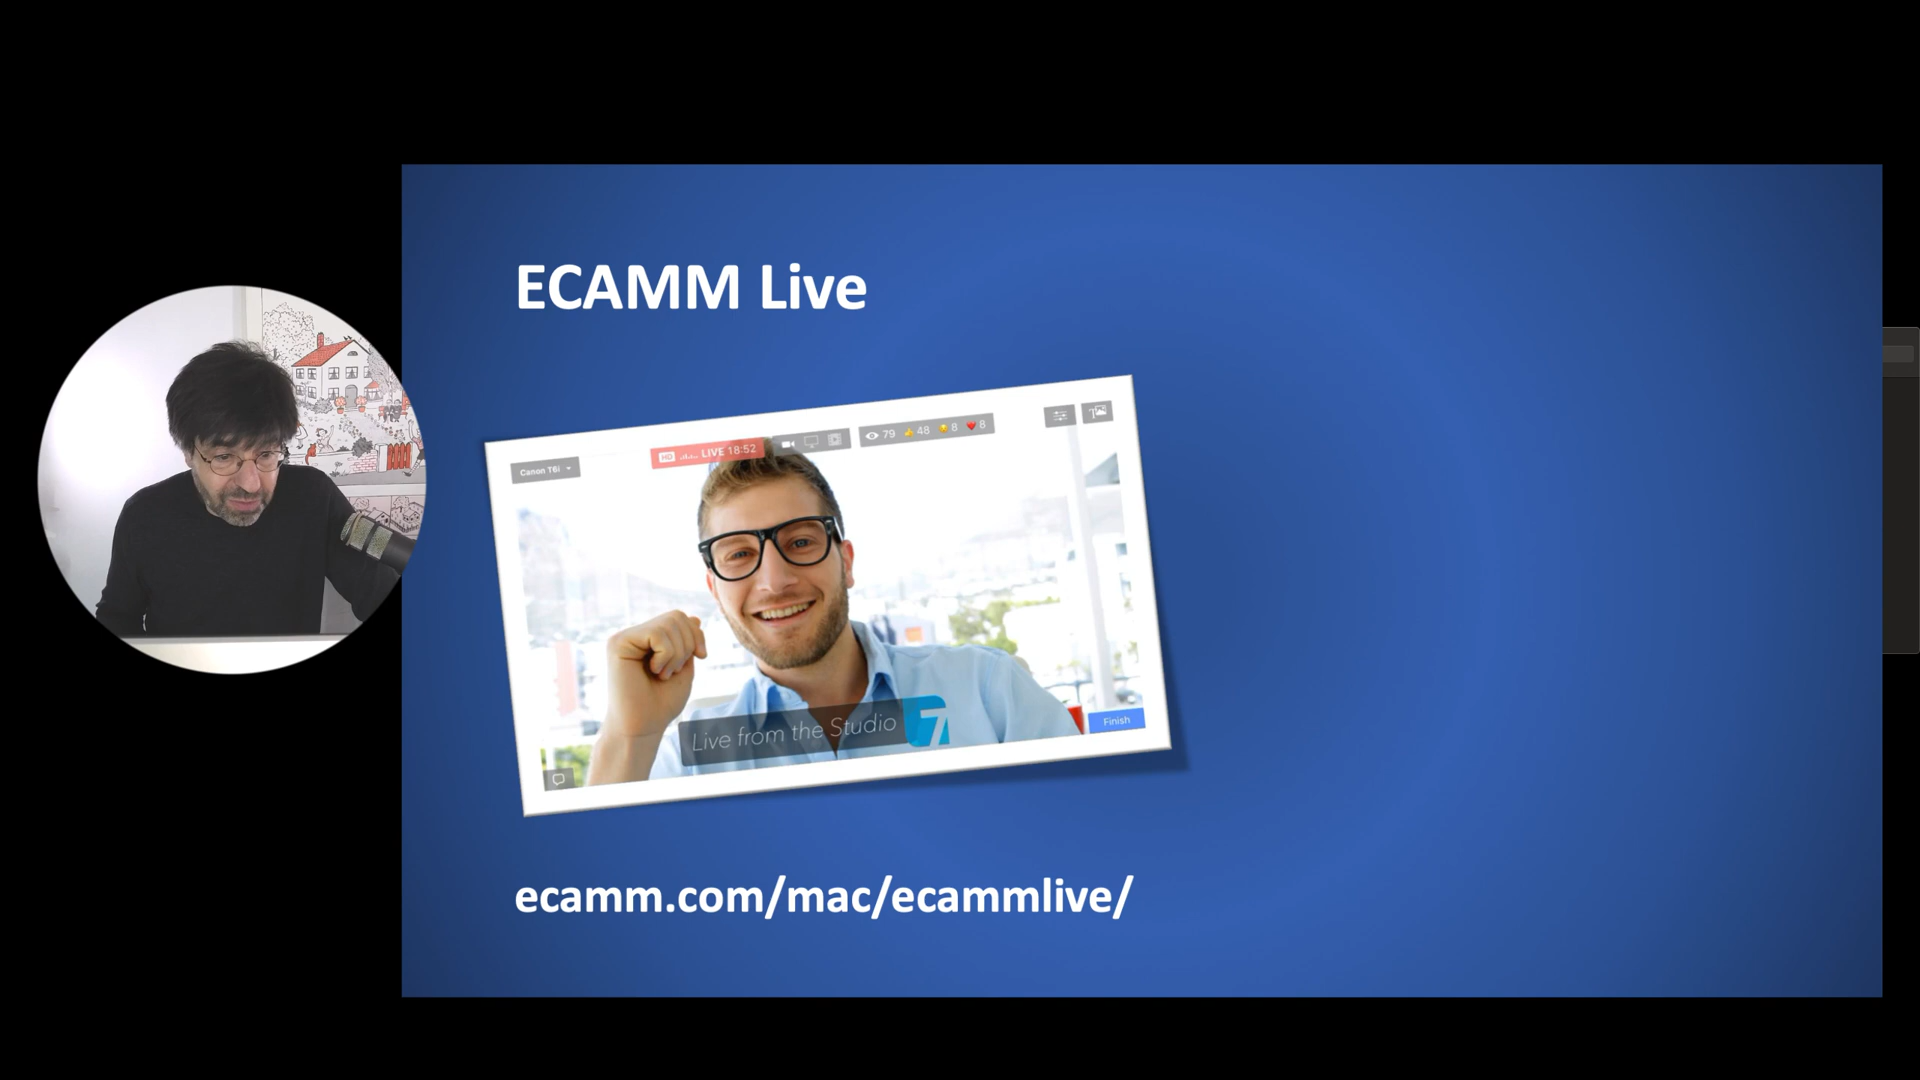 ECAMM Live
Canon T6i
HD LIVE 18:52
79 48 8 8
Live from the Studio 7
Finish
ecamm.com/mac/ecammlive/